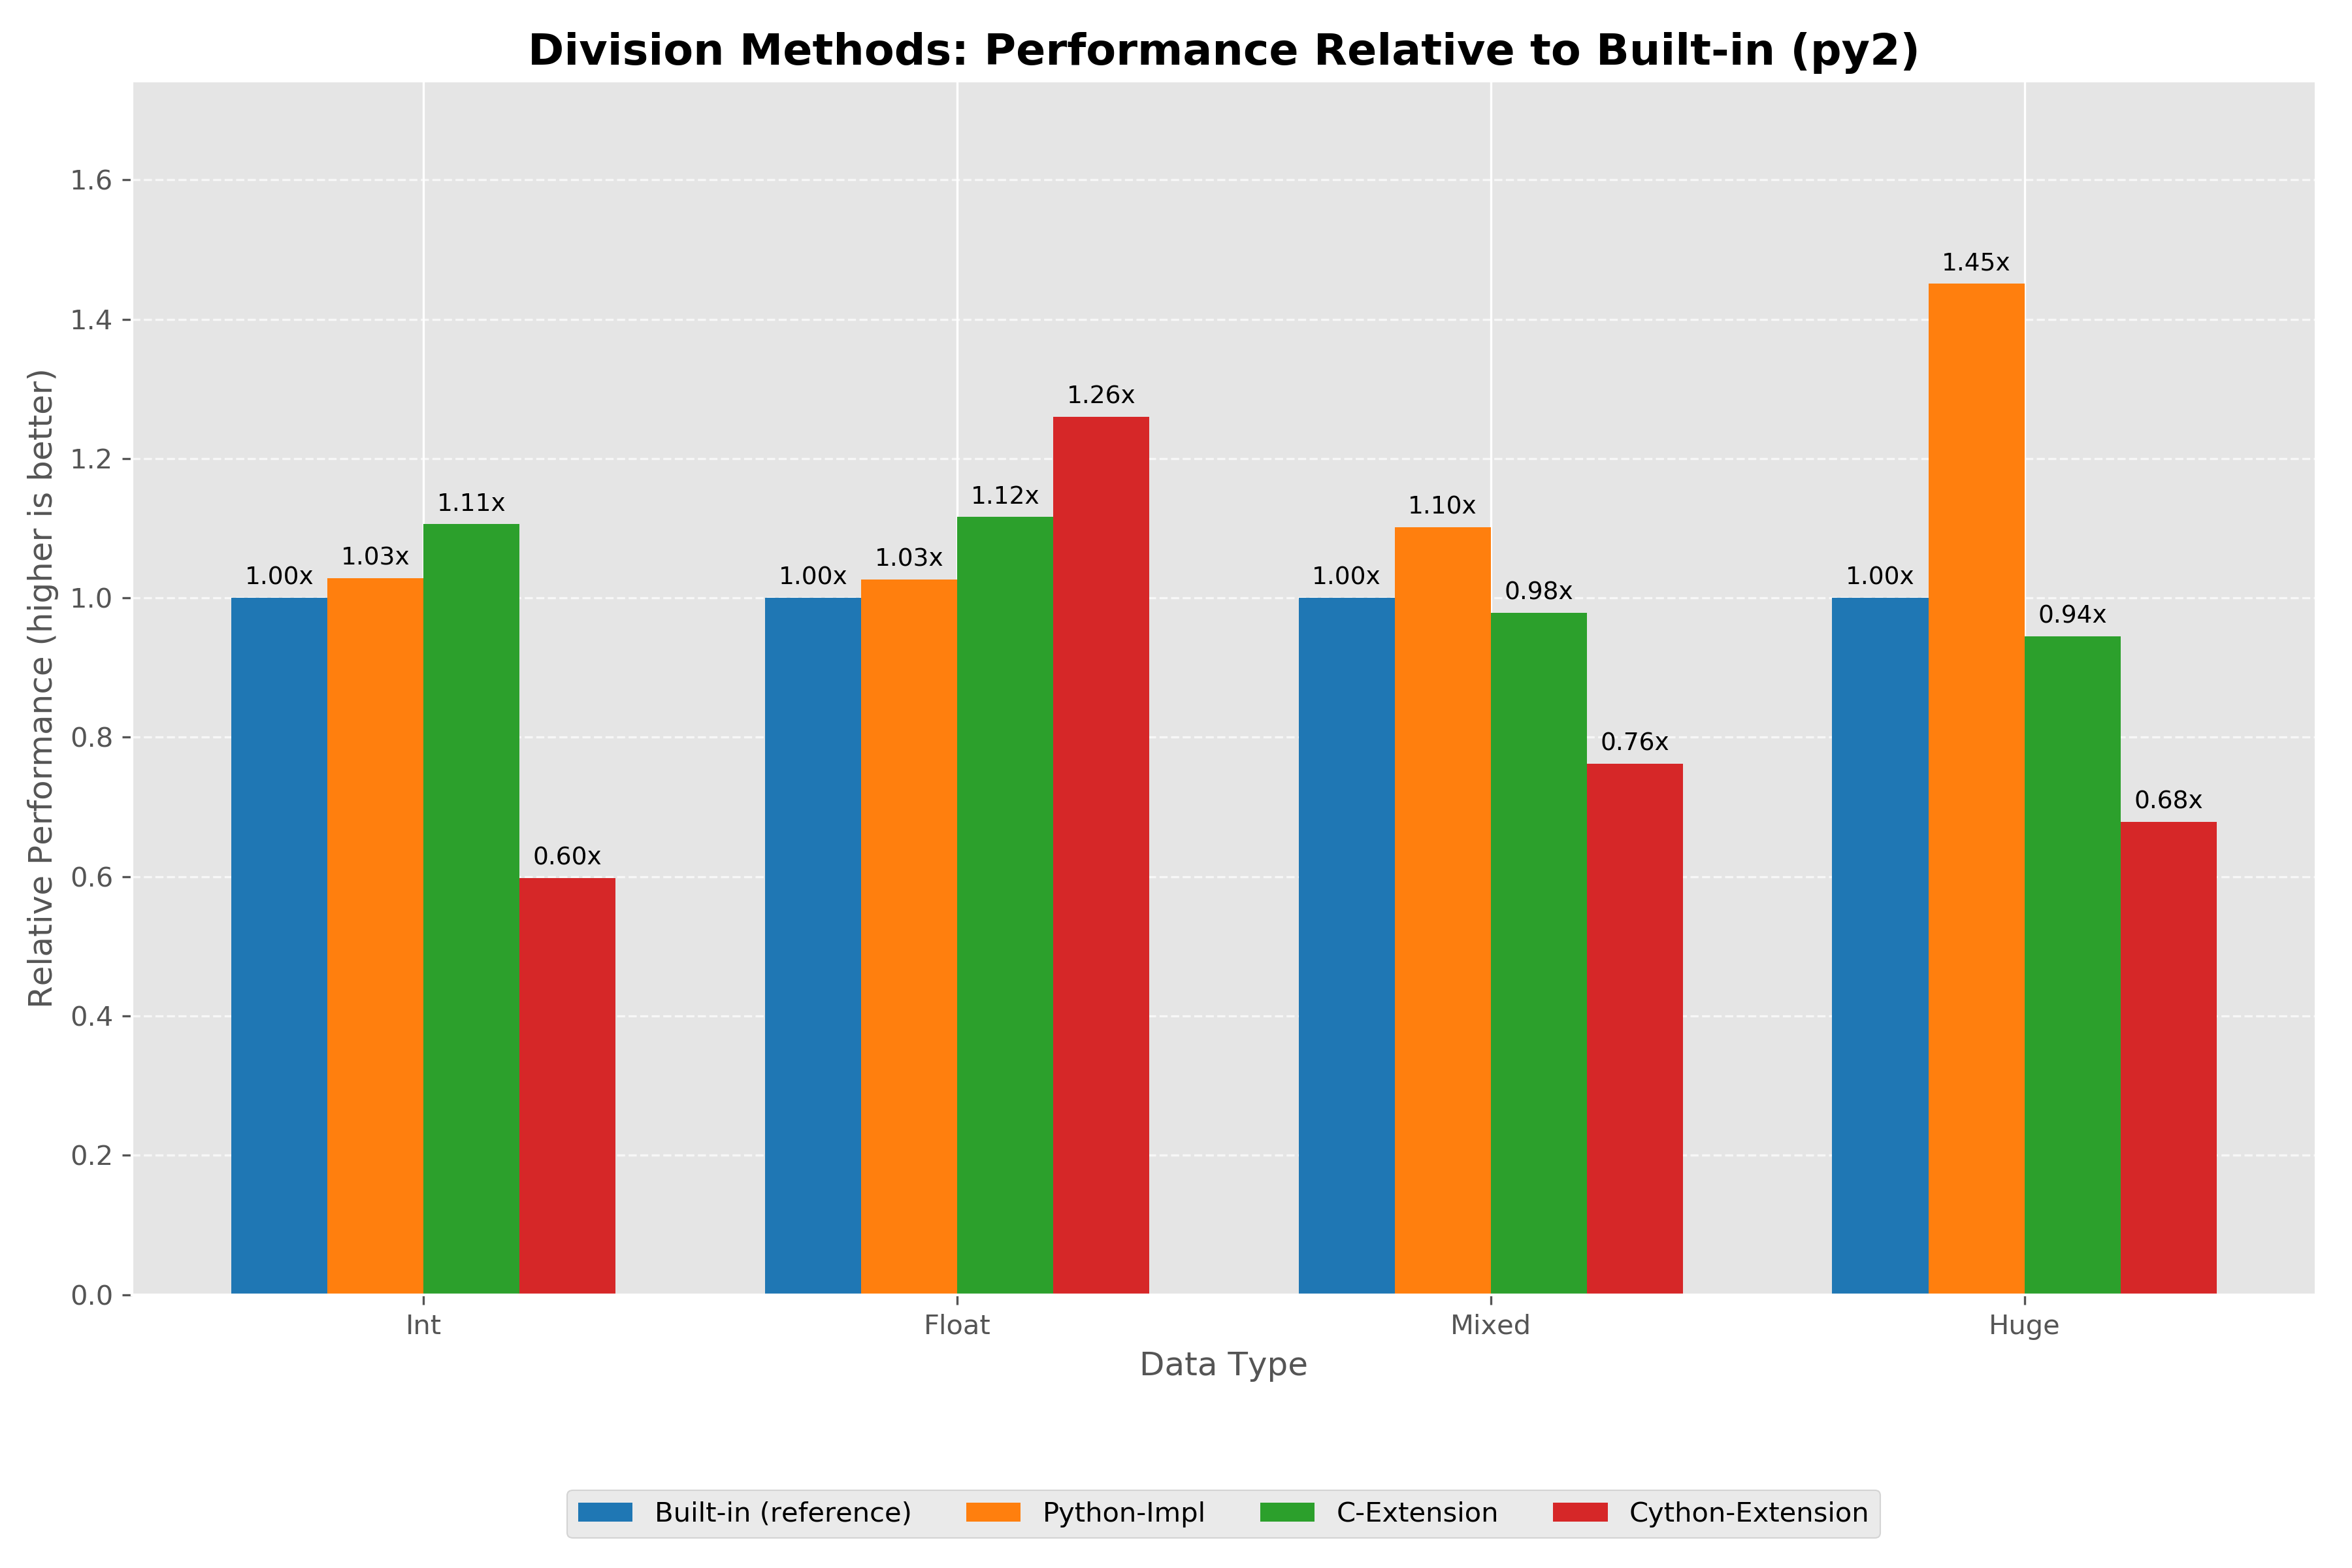 Division Methods: Performance Relative to Built-in (py2)
Relative Performance (higher is better)
1.6
1.4
1.2
1.0
0.8
0.6
0.4
0.2
0.0
1.00x
1.03x
1.11x
0.60x
1.00x
1.03x
1.12x
1.26x
1.00x
1.10x
0.98x
0.76x
1.00x
1.45x
0.94x
0.68x
Int
Float
Mixed
Huge
Data Type
Built-in (reference)
Python-Impl
C-Extension
Cython-Extension